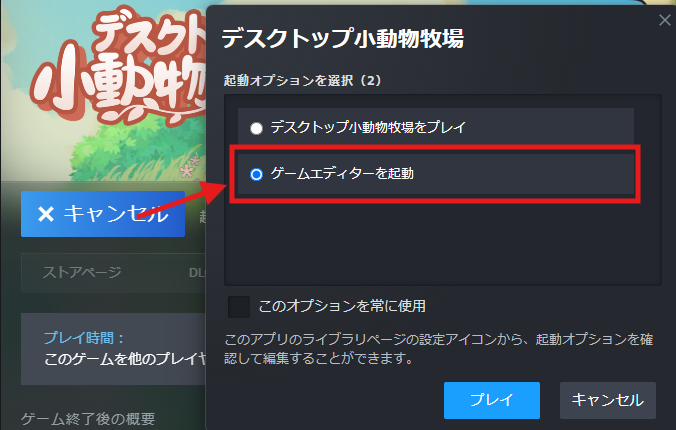 デスクト
小動物
デスクトップ小動物牧場
起動オプションを選択（2）
デスクトップ小動物牧場をプレイ
ゲームエディターを起動
キャンセル
ストアページ
DL
プレイ時間：
このゲームを他のプレイヤ
ゲーム終了後の概要
このオプションを常に使用
このアプリのライブラリページの設定アイコンから、起動オプションを確
認して編集することができます。
プレイ
キャンセル